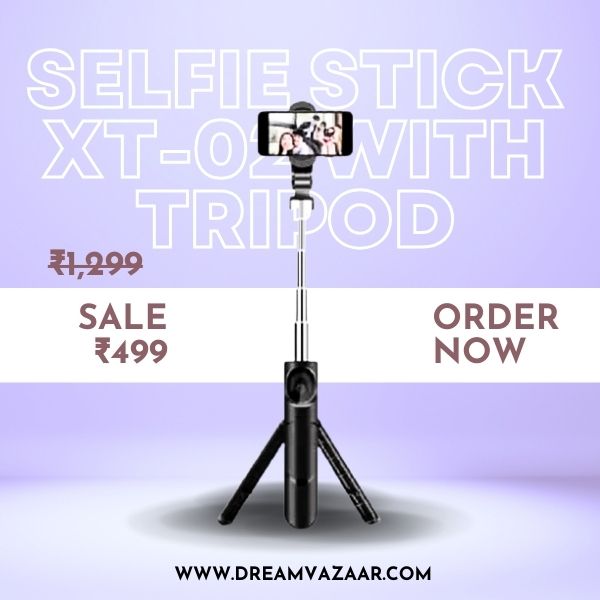 SELFIE STICK
XT-02 WITH
TRIPOD
₹1,299
SALE
₹499
ORDER
NOW
WWW.DREAMVAZAAR.COM